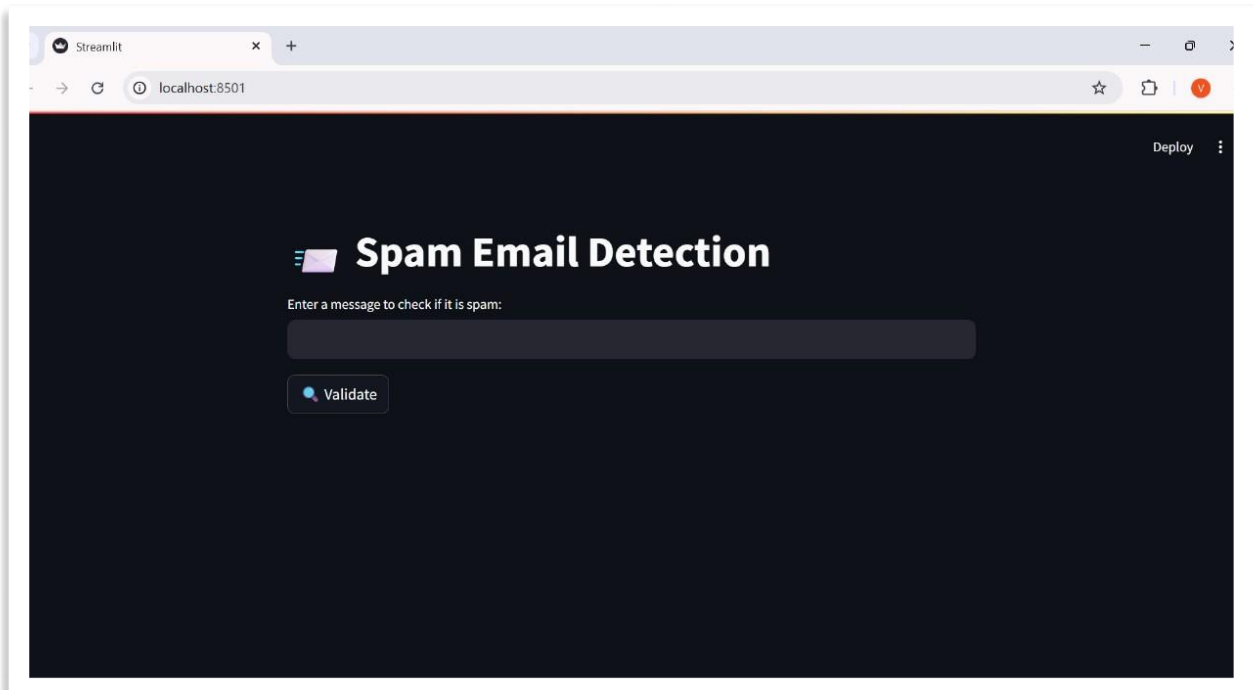 Streamlit
localhost:8501
V
Deploy
Spam Email Detection
Enter a message to check if it is spam:
Validate